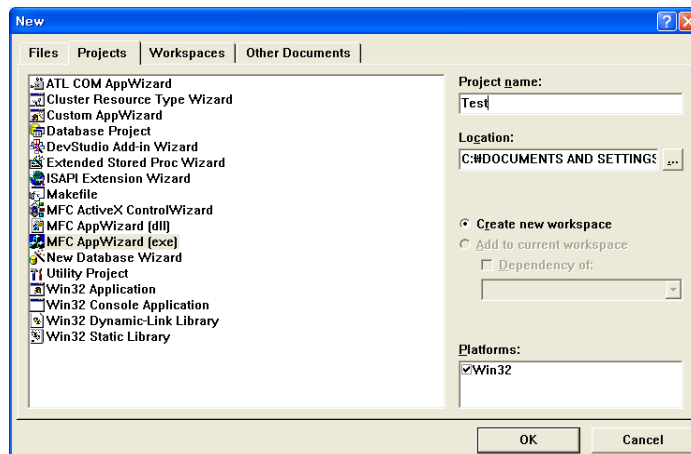 New
Files Projects Workspaces Other Documents
ATL COM AppWizard
Cluster Resource Type Wizard
Custom AppWizard
Database Project
DevStudio Add-in Wizard
Extended Stored Proc Wizard
ISAPI Extension Wizard
Makefile
MFC ActiveX ControlWizard
MFC AppWizard (dll)
MFC AppWizard (exe)
New Database Wizard
Utility Project
Win32 Application
Win32 Console Application
Win32 Dynamic-Link Library
Win32 Static Library
Project name:
Test
Location:
C:₩DOCUMENTS AND SETTINGS
...
Create new workspace
Add to current workspace
Dependency of:
Platforms:
Win32
OK Cancel